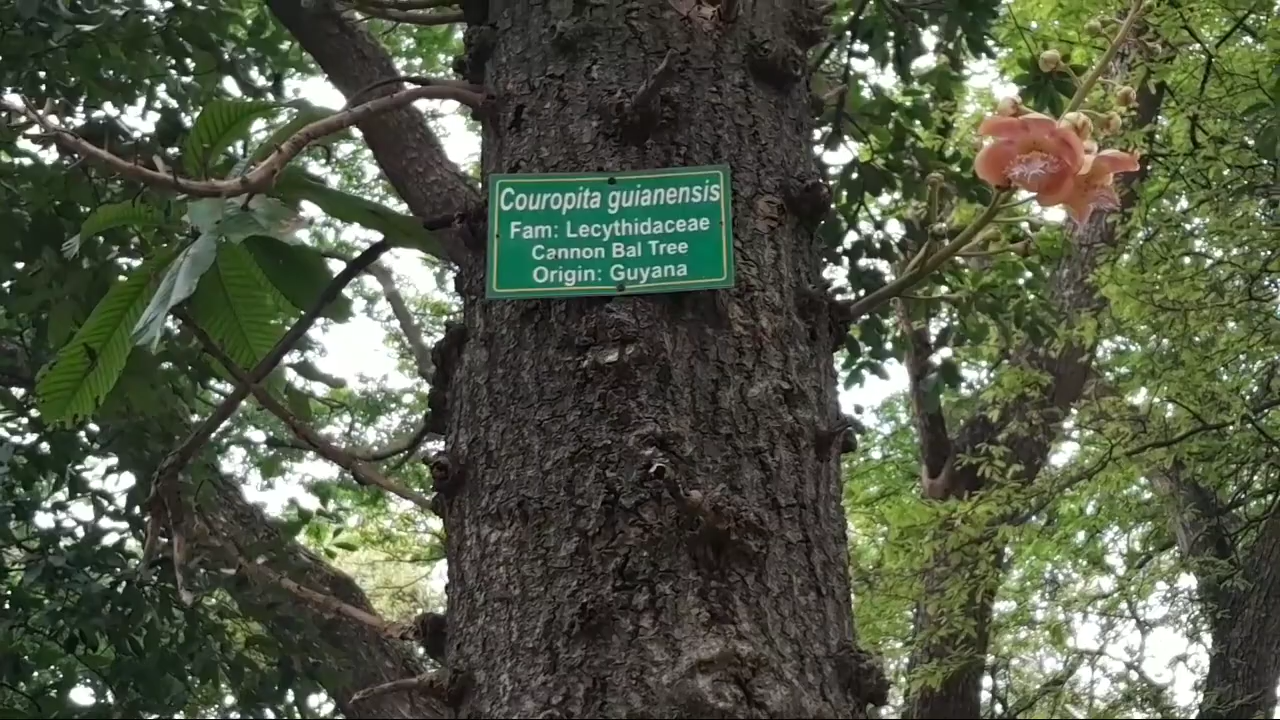 Couropita guianensis
Fam: Lecythidaceae
Cannon Bal Tree
Origin: Guyana